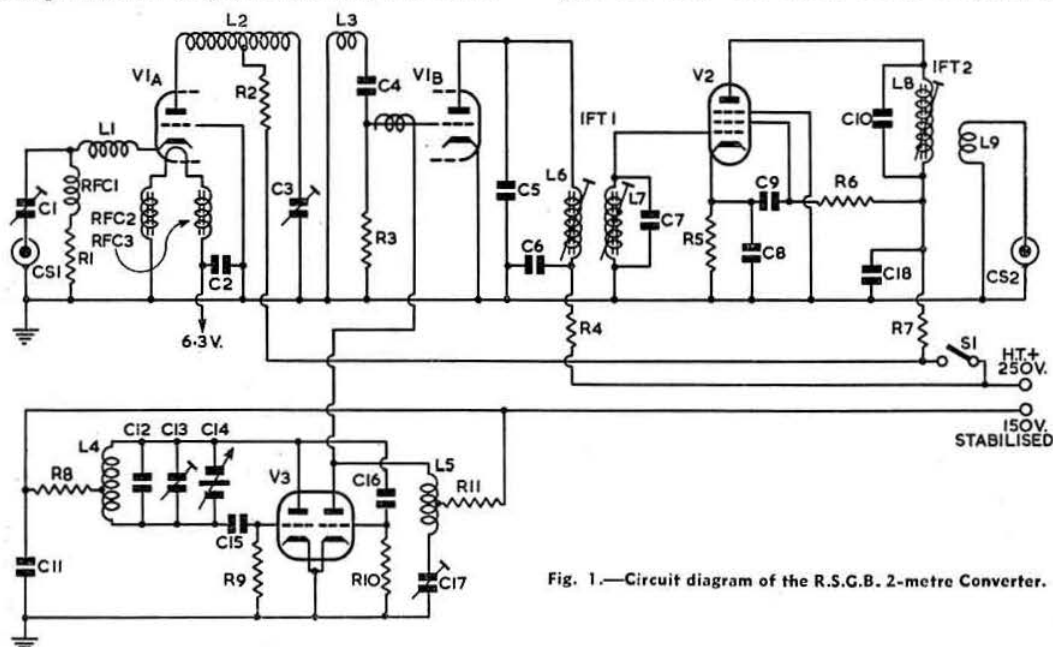 L2
L3
V1A
R2
C4
V1B
V2
IFT2
L8
C10
L1
IFT1
L9
C1
RFC1
RFC2
RFC3
C3
C5
L6
L7
C7
C9
R6
CS1
R1
C2
R3
C6
R5
C8
C18
CS2
6·3V.
R4
R7
S1
H.T.+
250V.
150V.
STABILISED
L4
C12
C13
C14
V3
C16
L5
R11
R8
C15
C11
R9
R10
C17
Fig. 1.—Circuit diagram of the R.S.G.B. 2-metre Converter.